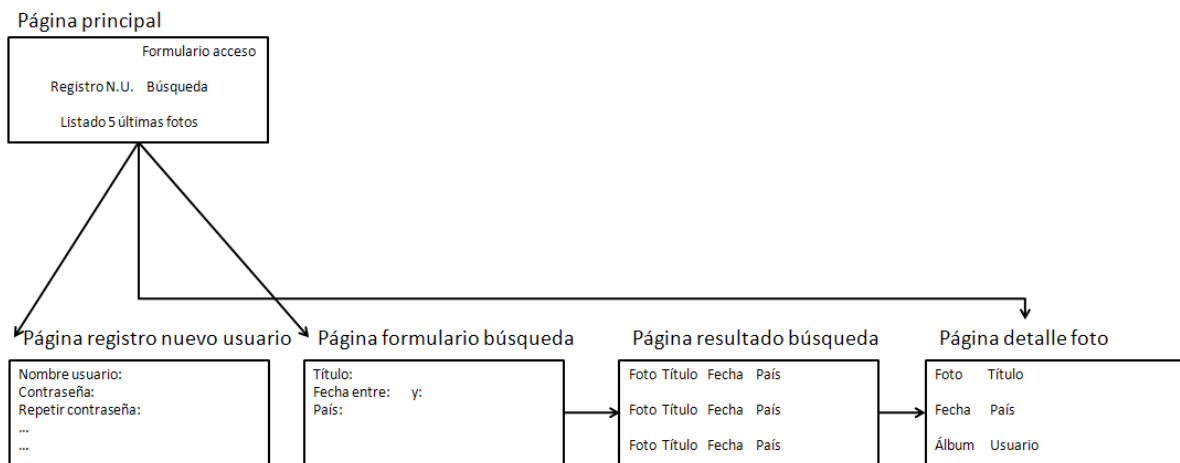 Página principal
Formulario acceso
Registro N.U. Búsqueda
Listado 5 últimas fotos
Página registro nuevo usuario
Nombre usuario:
Contraseña:
Repetir contraseña:
...
...
Página formulario búsqueda
Título:
Fecha entre: y:
País:
Página resultado búsqueda
Foto Título Fecha País
Foto Título Fecha País
Foto Título Fecha País
Página detalle foto
Foto Título
Fecha País
Álbum Usuario